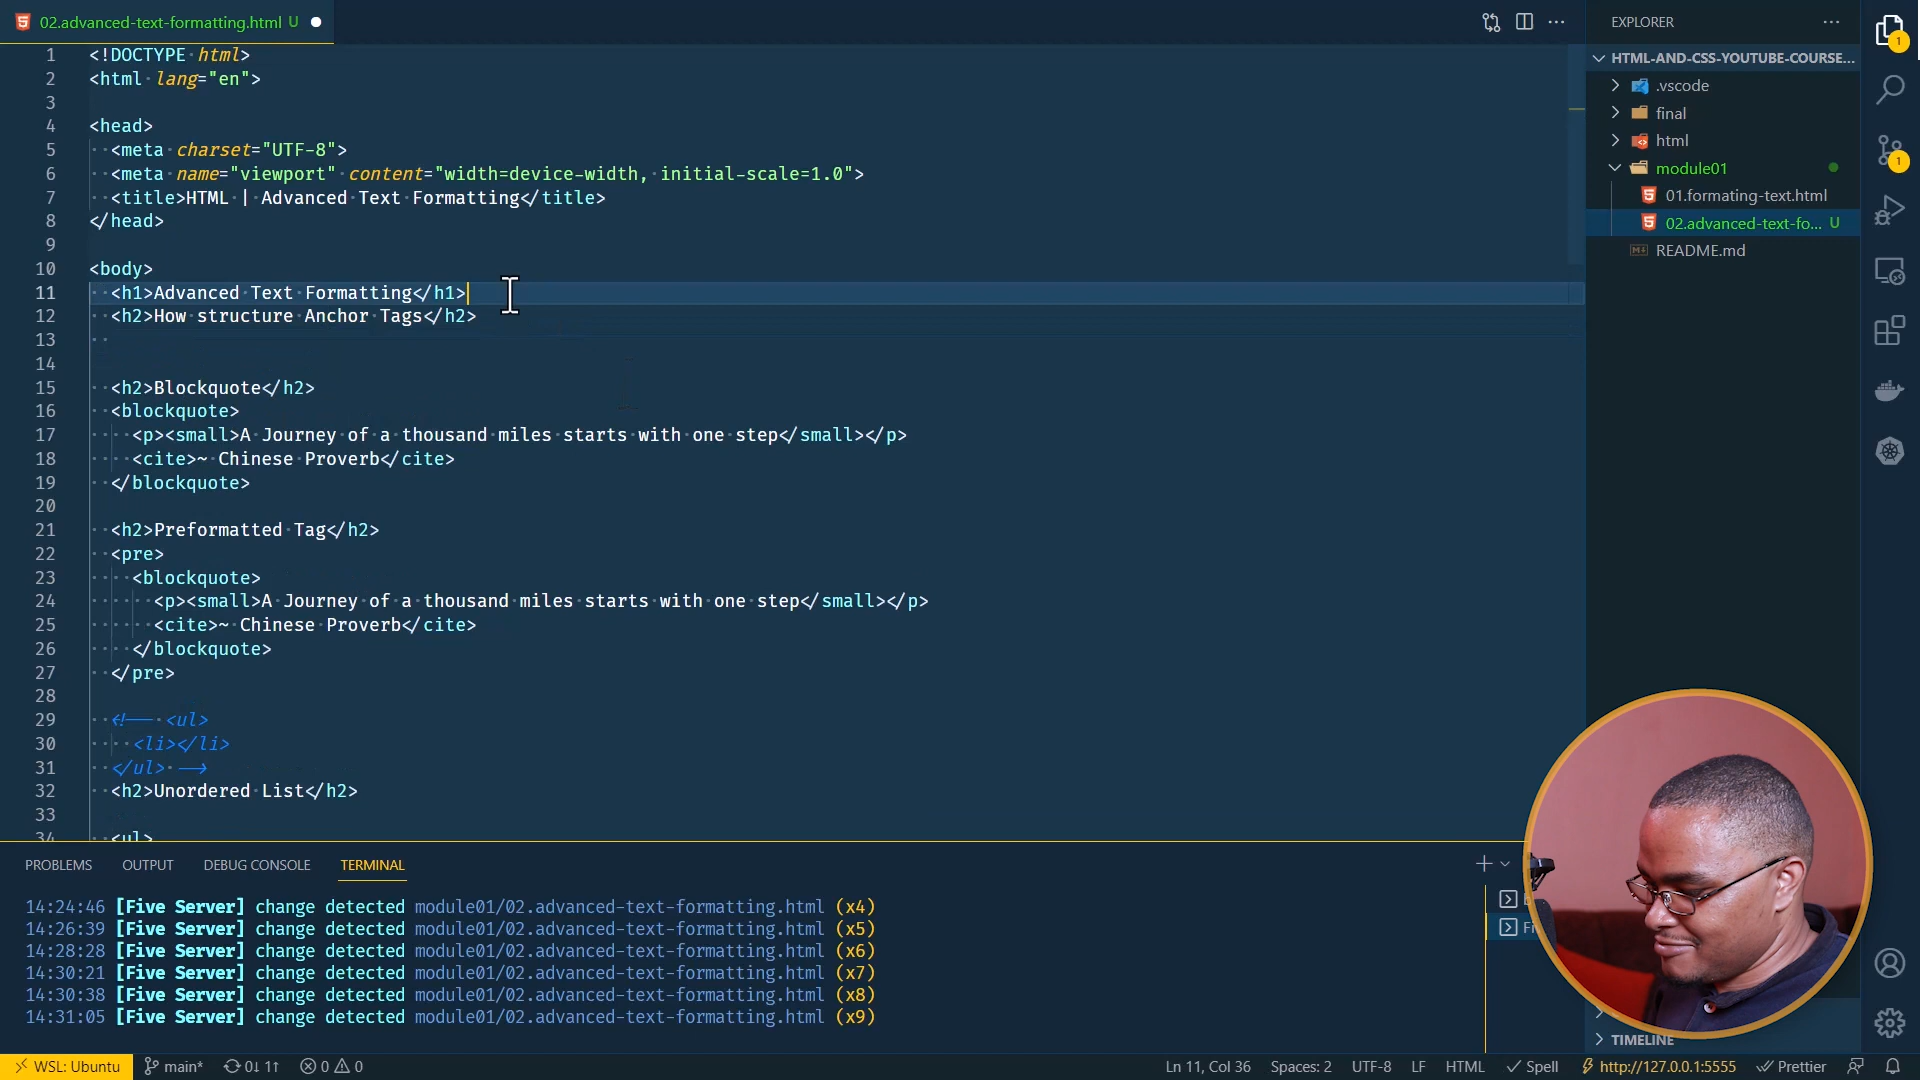 02.advanced-text-formatting.html U
1 <!DOCTYPE html>
2 <html lang="en">
3
4 <head>
5 <meta charset="UTF-8">
6 <meta name="viewport" content="width=device-width, initial-scale=1.0">
7 <title>HTML | Advanced Text Formatting</title>
8 </head>
9
10 <body>
11 <h1>Advanced Text Formatting</h1>
12 <h2>How structure Anchor Tags</h2>
13
14
15 <h2>Blockquote</h2>
16 <blockquote>
17 <p><small>A Journey of a thousand miles starts with one step</small></p>
18 <cite>~ Chinese Proverb</cite>
19 </blockquote>
20
21 <h2>Preformatted Tag</h2>
22 <pre>
23 <blockquote>
24 <p><small>A Journey of a thousand miles starts with one step</small></p>
25 <cite>~ Chinese Proverb</cite>
26 </blockquote>
27 </pre>
28
29 <!-- <ul>
30 <li></li>
31 </ul> -->
32 <h2>Unordered List</h2>
33
34 <ul>
PROBLEMS OUTPUT DEBUG CONSOLE TERMINAL
14:24:46 [Five Server] change detected module01/02.advanced-text-formatting.html (x4)
14:26:39 [Five Server] change detected module01/02.advanced-text-formatting.html (x5)
14:28:28 [Five Server] change detected module01/02.advanced-text-formatting.html (x6)
14:30:21 [Five Server] change detected module01/02.advanced-text-formatting.html (x7)
14:30:38 [Five Server] change detected module01/02.advanced-text-formatting.html (x8)
14:31:05 [Five Server] change detected module01/02.advanced-text-formatting.html (x9)
EXPLORER
HTML-AND-CSS-YOUTUBE-COURSE...
.vscode
final
html
module01
01.formating-text.html
02.advanced-text-fo... U
README.md
TIMELINE
1
1
WSL: Ubuntu main* 0↓ 1↑ 0 0 Ln 11, Col 36 Spaces: 2 UTF-8 LF HTML Spell http://127.0.0.1:5555 Prettier